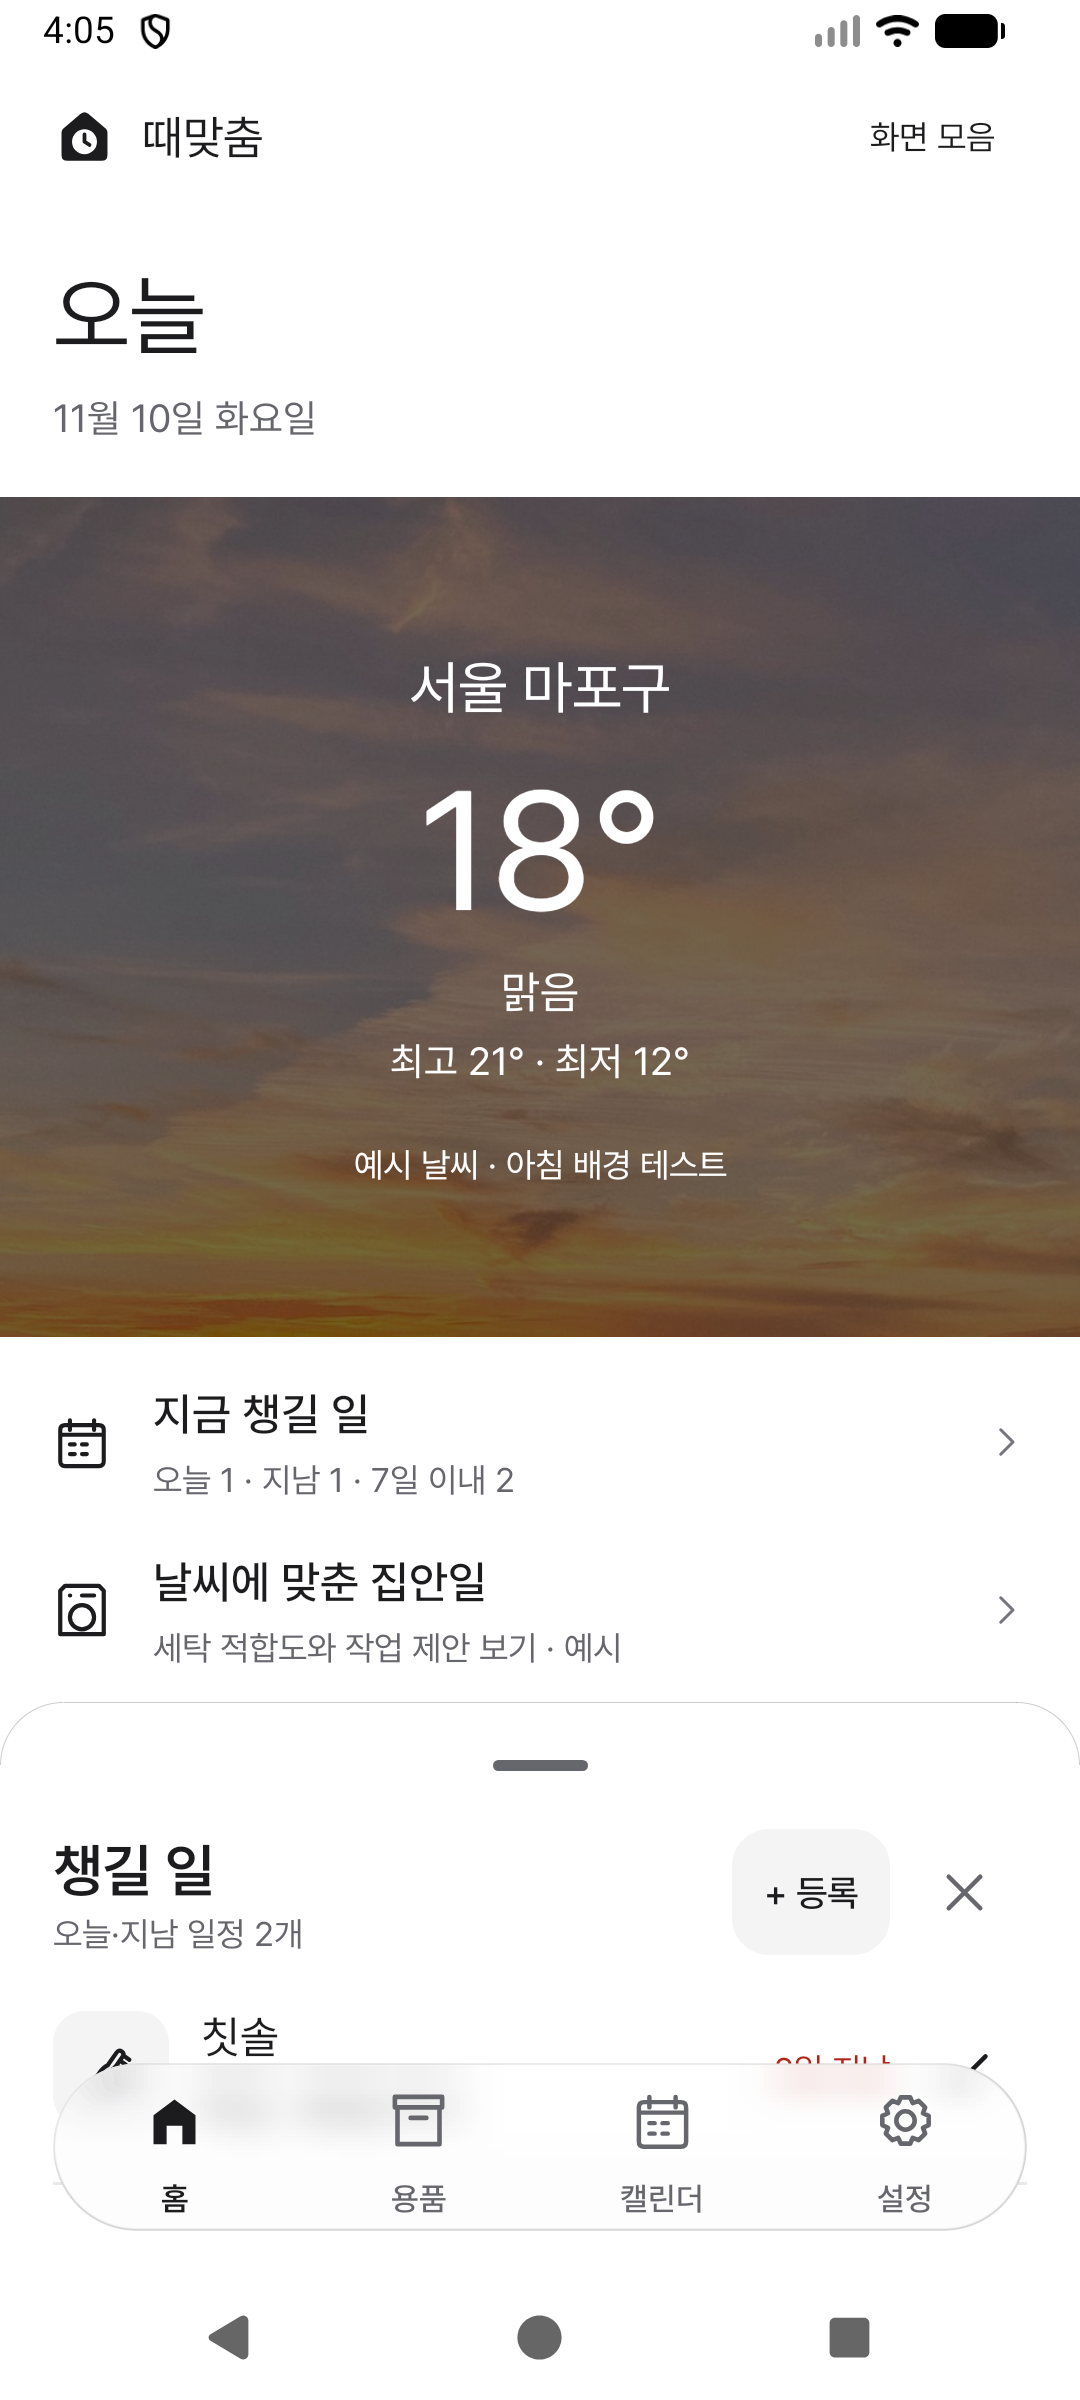 4:05
때맞춤
화면 모음
오늘
11월 10일 화요일
서울 마포구
18°
맑음
최고 21° · 최저 12°
예시 날씨 · 아침 배경 테스트
지금 챙길 일
오늘 1 · 지남 1 · 7일 이내 2
날씨에 맞춘 집안일
세탁 적합도와 작업 제안 보기 · 예시
챙길 일
오늘·지남 일정 2개
+ 등록
칫솔
홈
용품
캘린더
설정